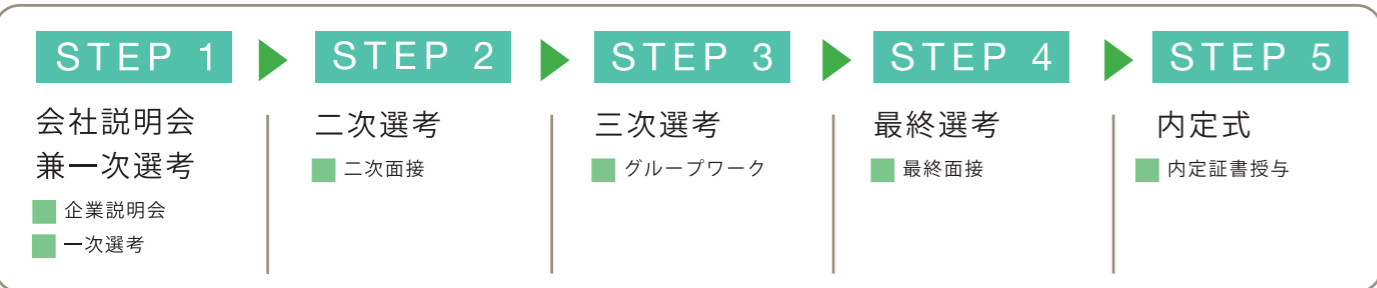 STEP 1
会社説明会
兼一次選考
企業説明会
一次選考
STEP 2
二次選考
二次面接
STEP 3
三次選考
グループワーク
STEP 4
最終選考
最終面接
STEP 5
内定式
内定証書授与